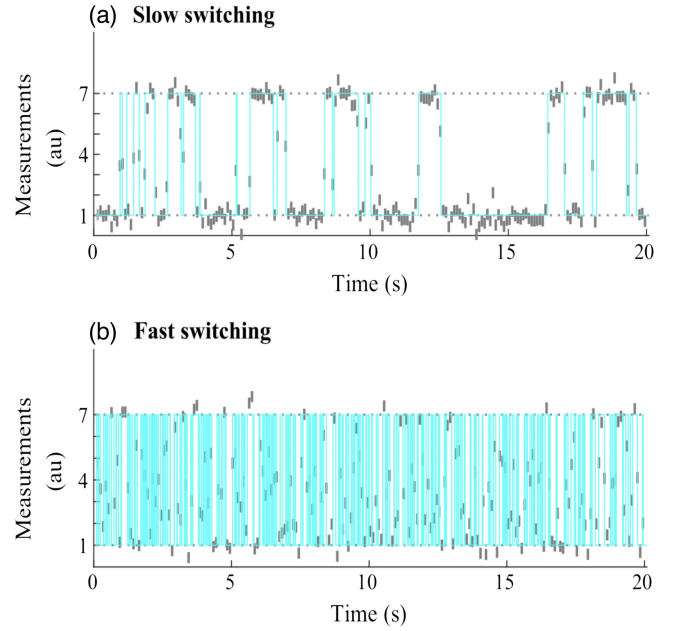 (a) Slow switching
Measurements
(au)
7
4
1
0 5 10 15 20
Time (s)
(b) Fast switching
Measurements
(au)
7
4
1
0 5 10 15 20
Time (s)